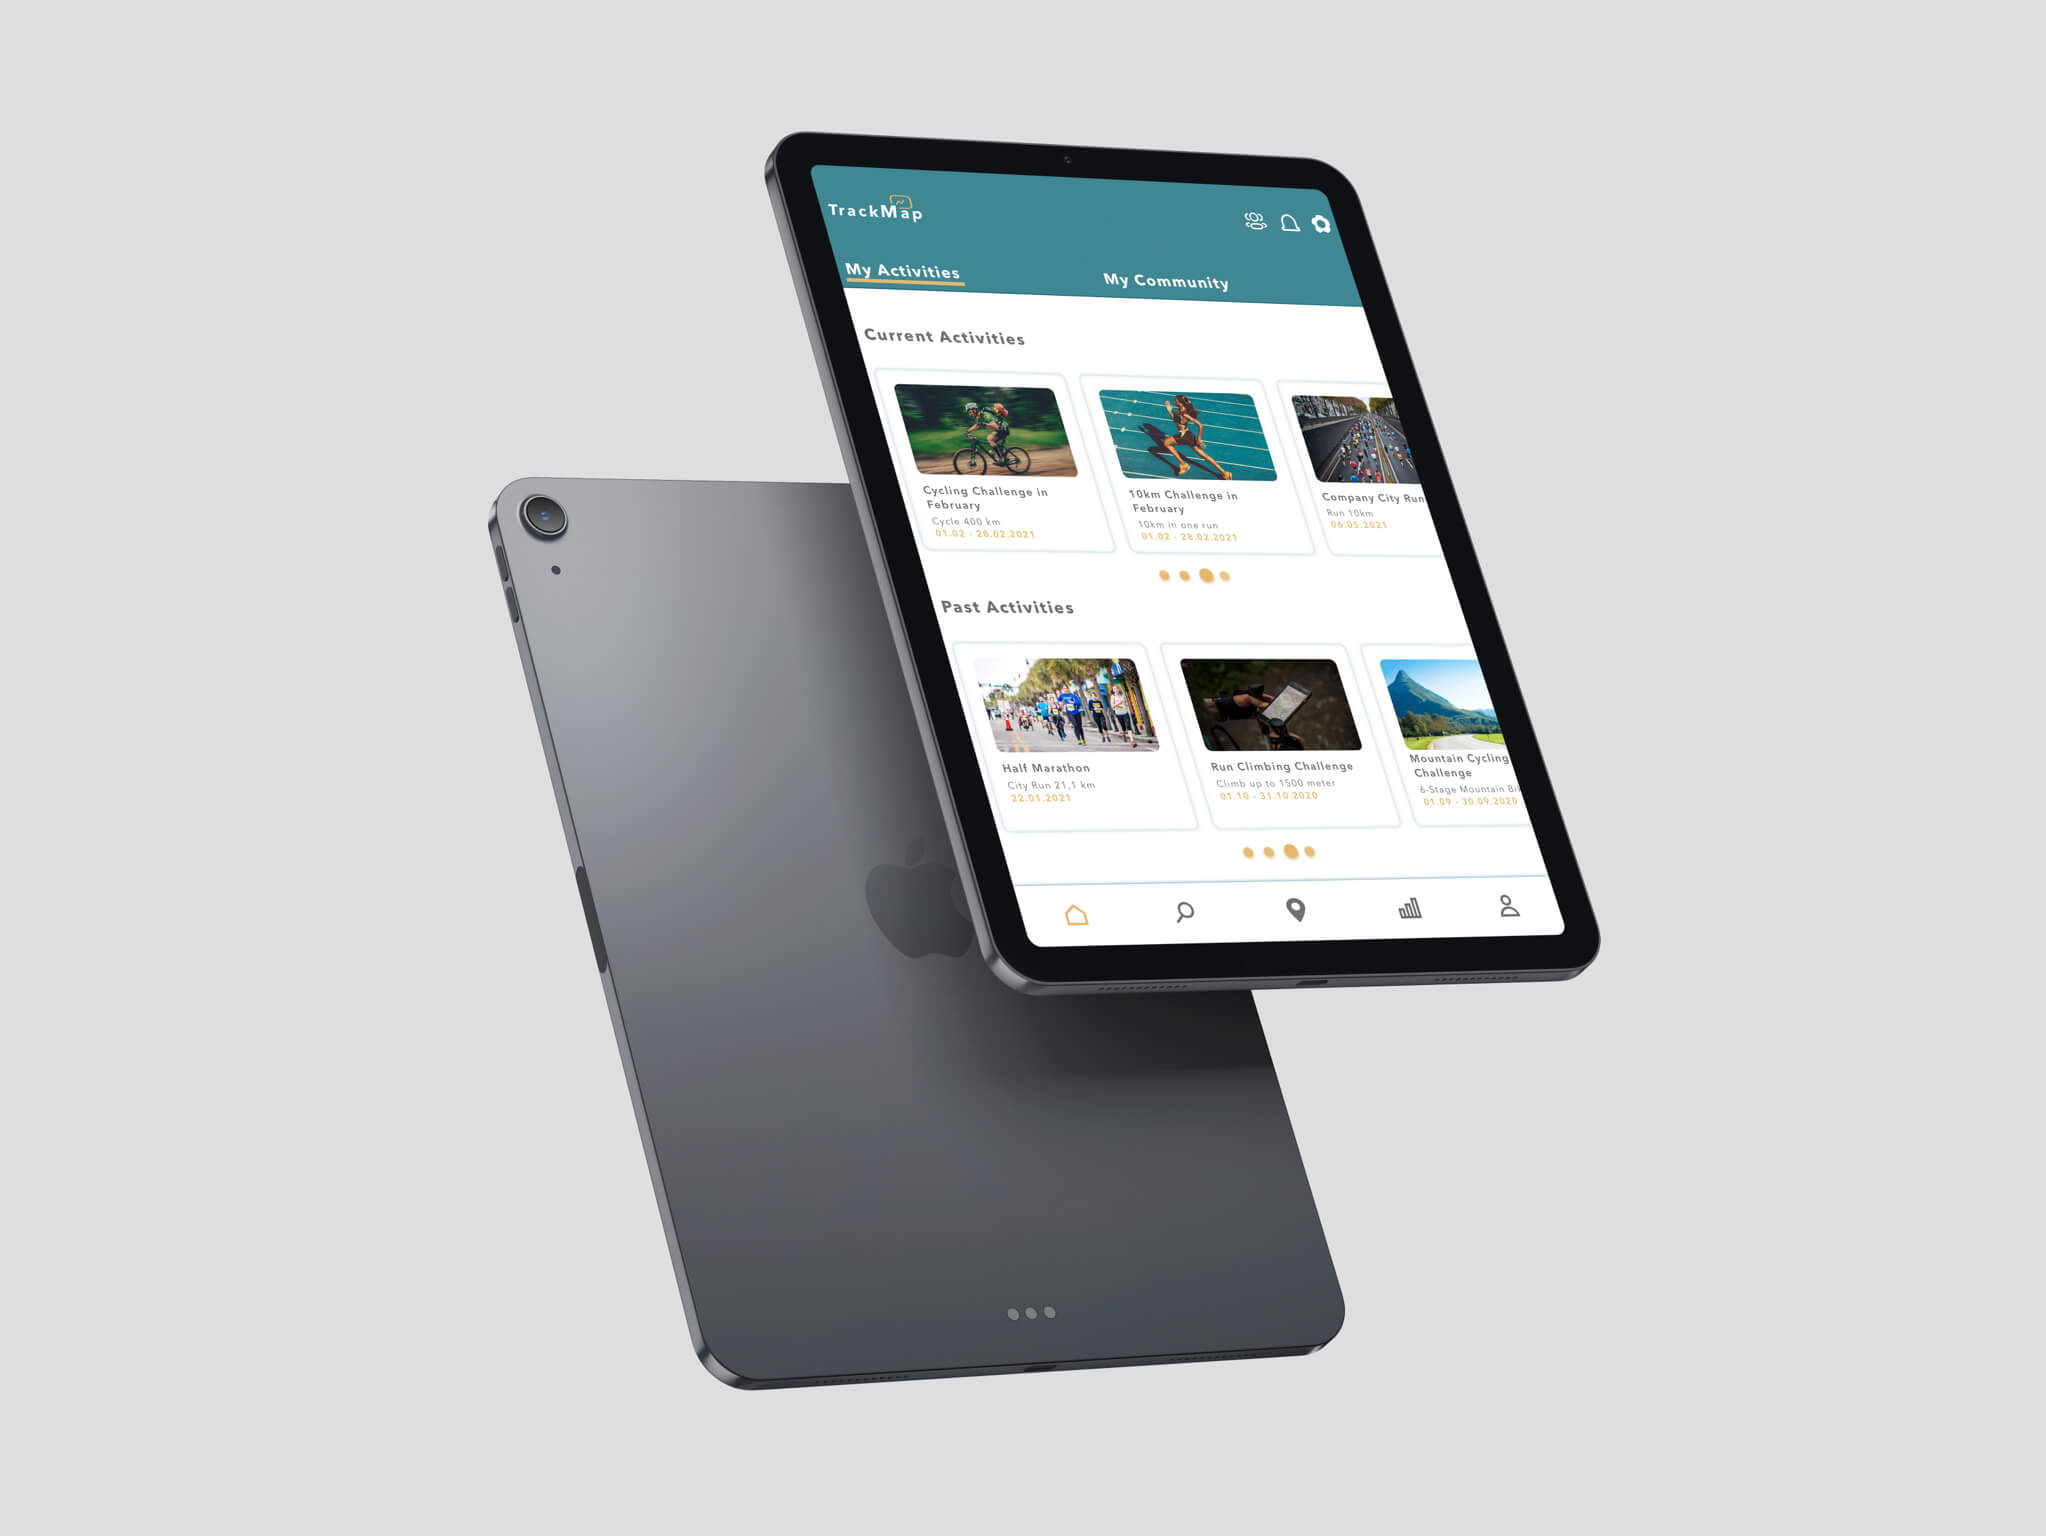 TrackMap
My Activities
My Community
Current Activities
Cycling Challenge in
February
Cycle 400 km
01.02 - 28.02.2021
10km Challenge in
February
10km in one run
01.02 - 28.02.2021
Company City Run
Run 10km
06.05.2021
Past Activities
Half Marathon
City Run 21,1 km
22.01.2021
Run Climbing Challenge
Climb up to 1500 meter
01.10 - 31.10.2020
Mountain Cycling
Challenge
6-Stage Mountain Bik
01.09 - 30.09.2020